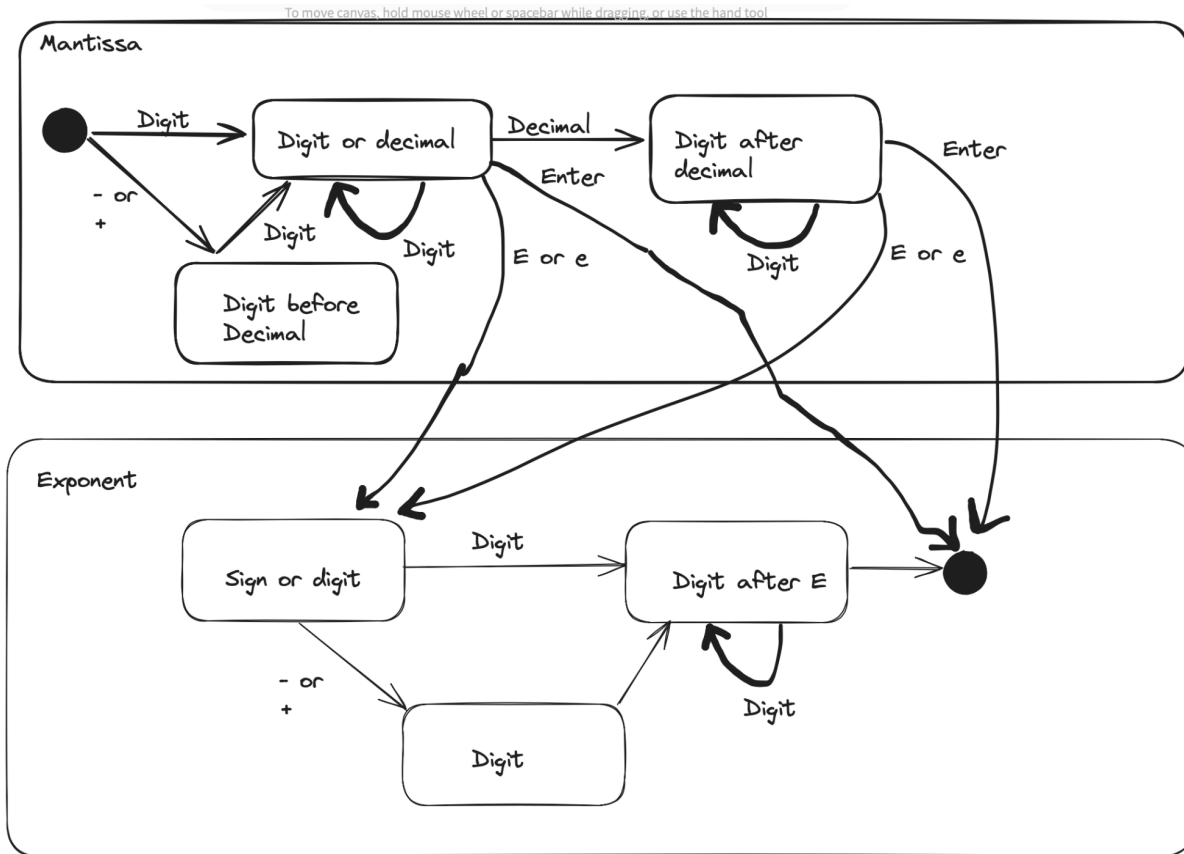 To move canvas, hold mouse wheel or spacebar while dragging, or use the hand tool
Mantissa
Digit
Digit or decimal
Decimal
Digit after
decimal
Enter
Enter
- or
+
Digit
Digit
E or e
Digit
E or e
Digit before
Decimal
Exponent
Sign or digit
Digit
Digit after E
- or
+
Digit
Digit